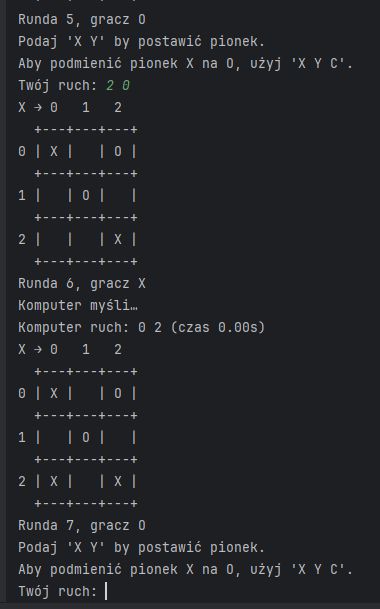 Runda 5, gracz O
Podaj 'X Y' by postawić pionek.
Aby podmienić pionek X na O, użyj 'X Y C'.
Twój ruch: 2 0
X → 0   1   2
  +---+---+---+
0 | X |   | O |
  +---+---+---+
1 |   | O |   |
  +---+---+---+
2 |   |   | X |
  +---+---+---+
Runda 6, gracz X
Komputer myśli…
Komputer ruch: 0 2 (czas 0.00s)
X → 0   1   2
  +---+---+---+
0 | X |   | O |
  +---+---+---+
1 |   | O |   |
  +---+---+---+
2 | X |   | X |
  +---+---+---+
Runda 7, gracz O
Podaj 'X Y' by postawić pionek.
Aby podmienić pionek X na O, użyj 'X Y C'.
Twój ruch: